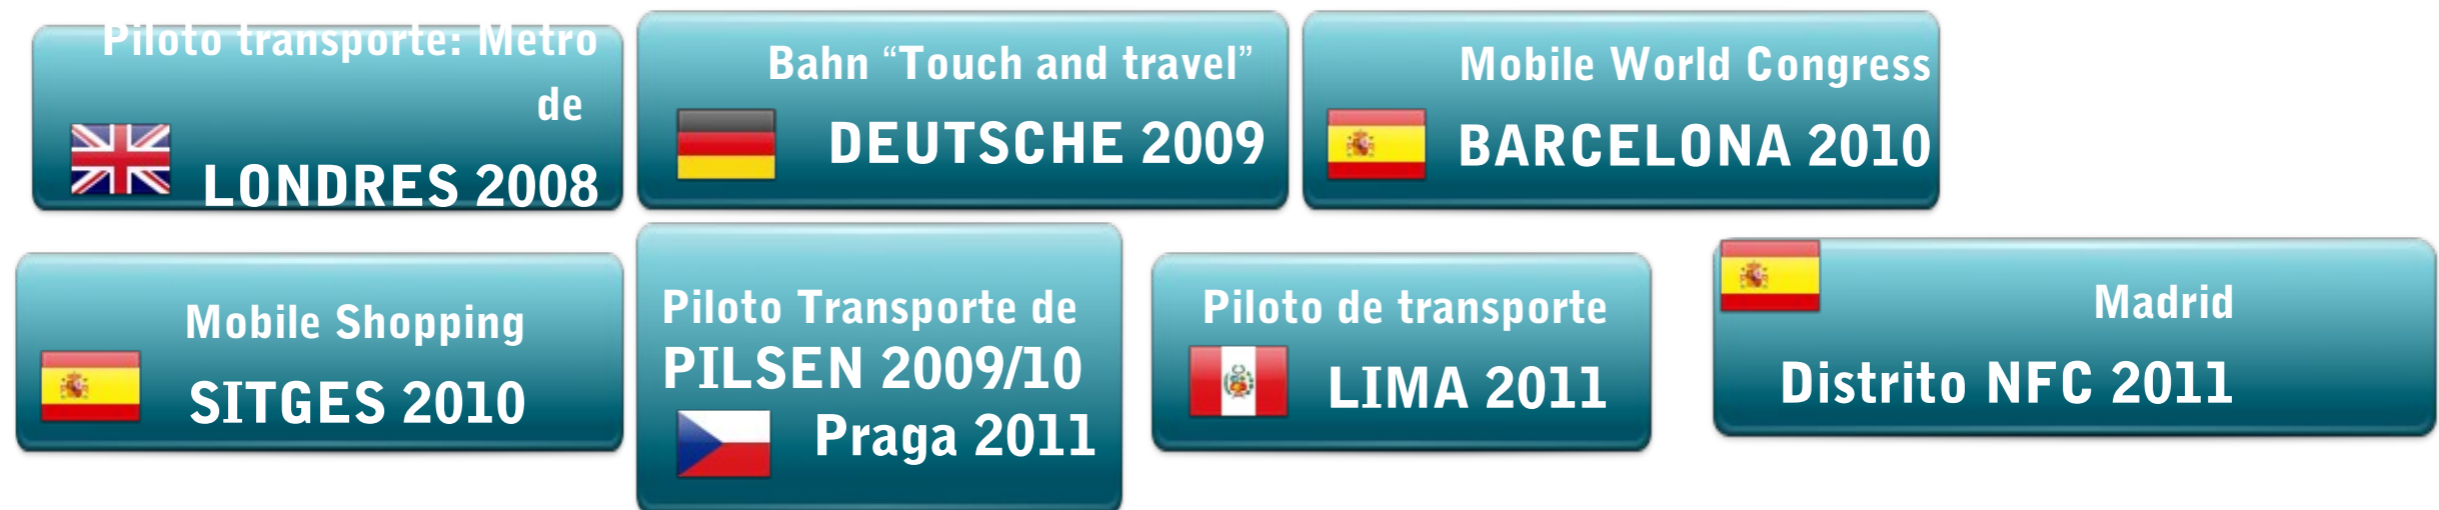 Piloto transporte: Metro
de
LONDRES 2008
Bahn “Touch and travel”
DEUTSCHE 2009
Mobile World Congress
BARCELONA 2010
Mobile Shopping
SITGES 2010
Piloto Transporte de
PILSEN 2009/10
Praga 2011
Piloto de transporte
LIMA 2011
Madrid
Distrito NFC 2011